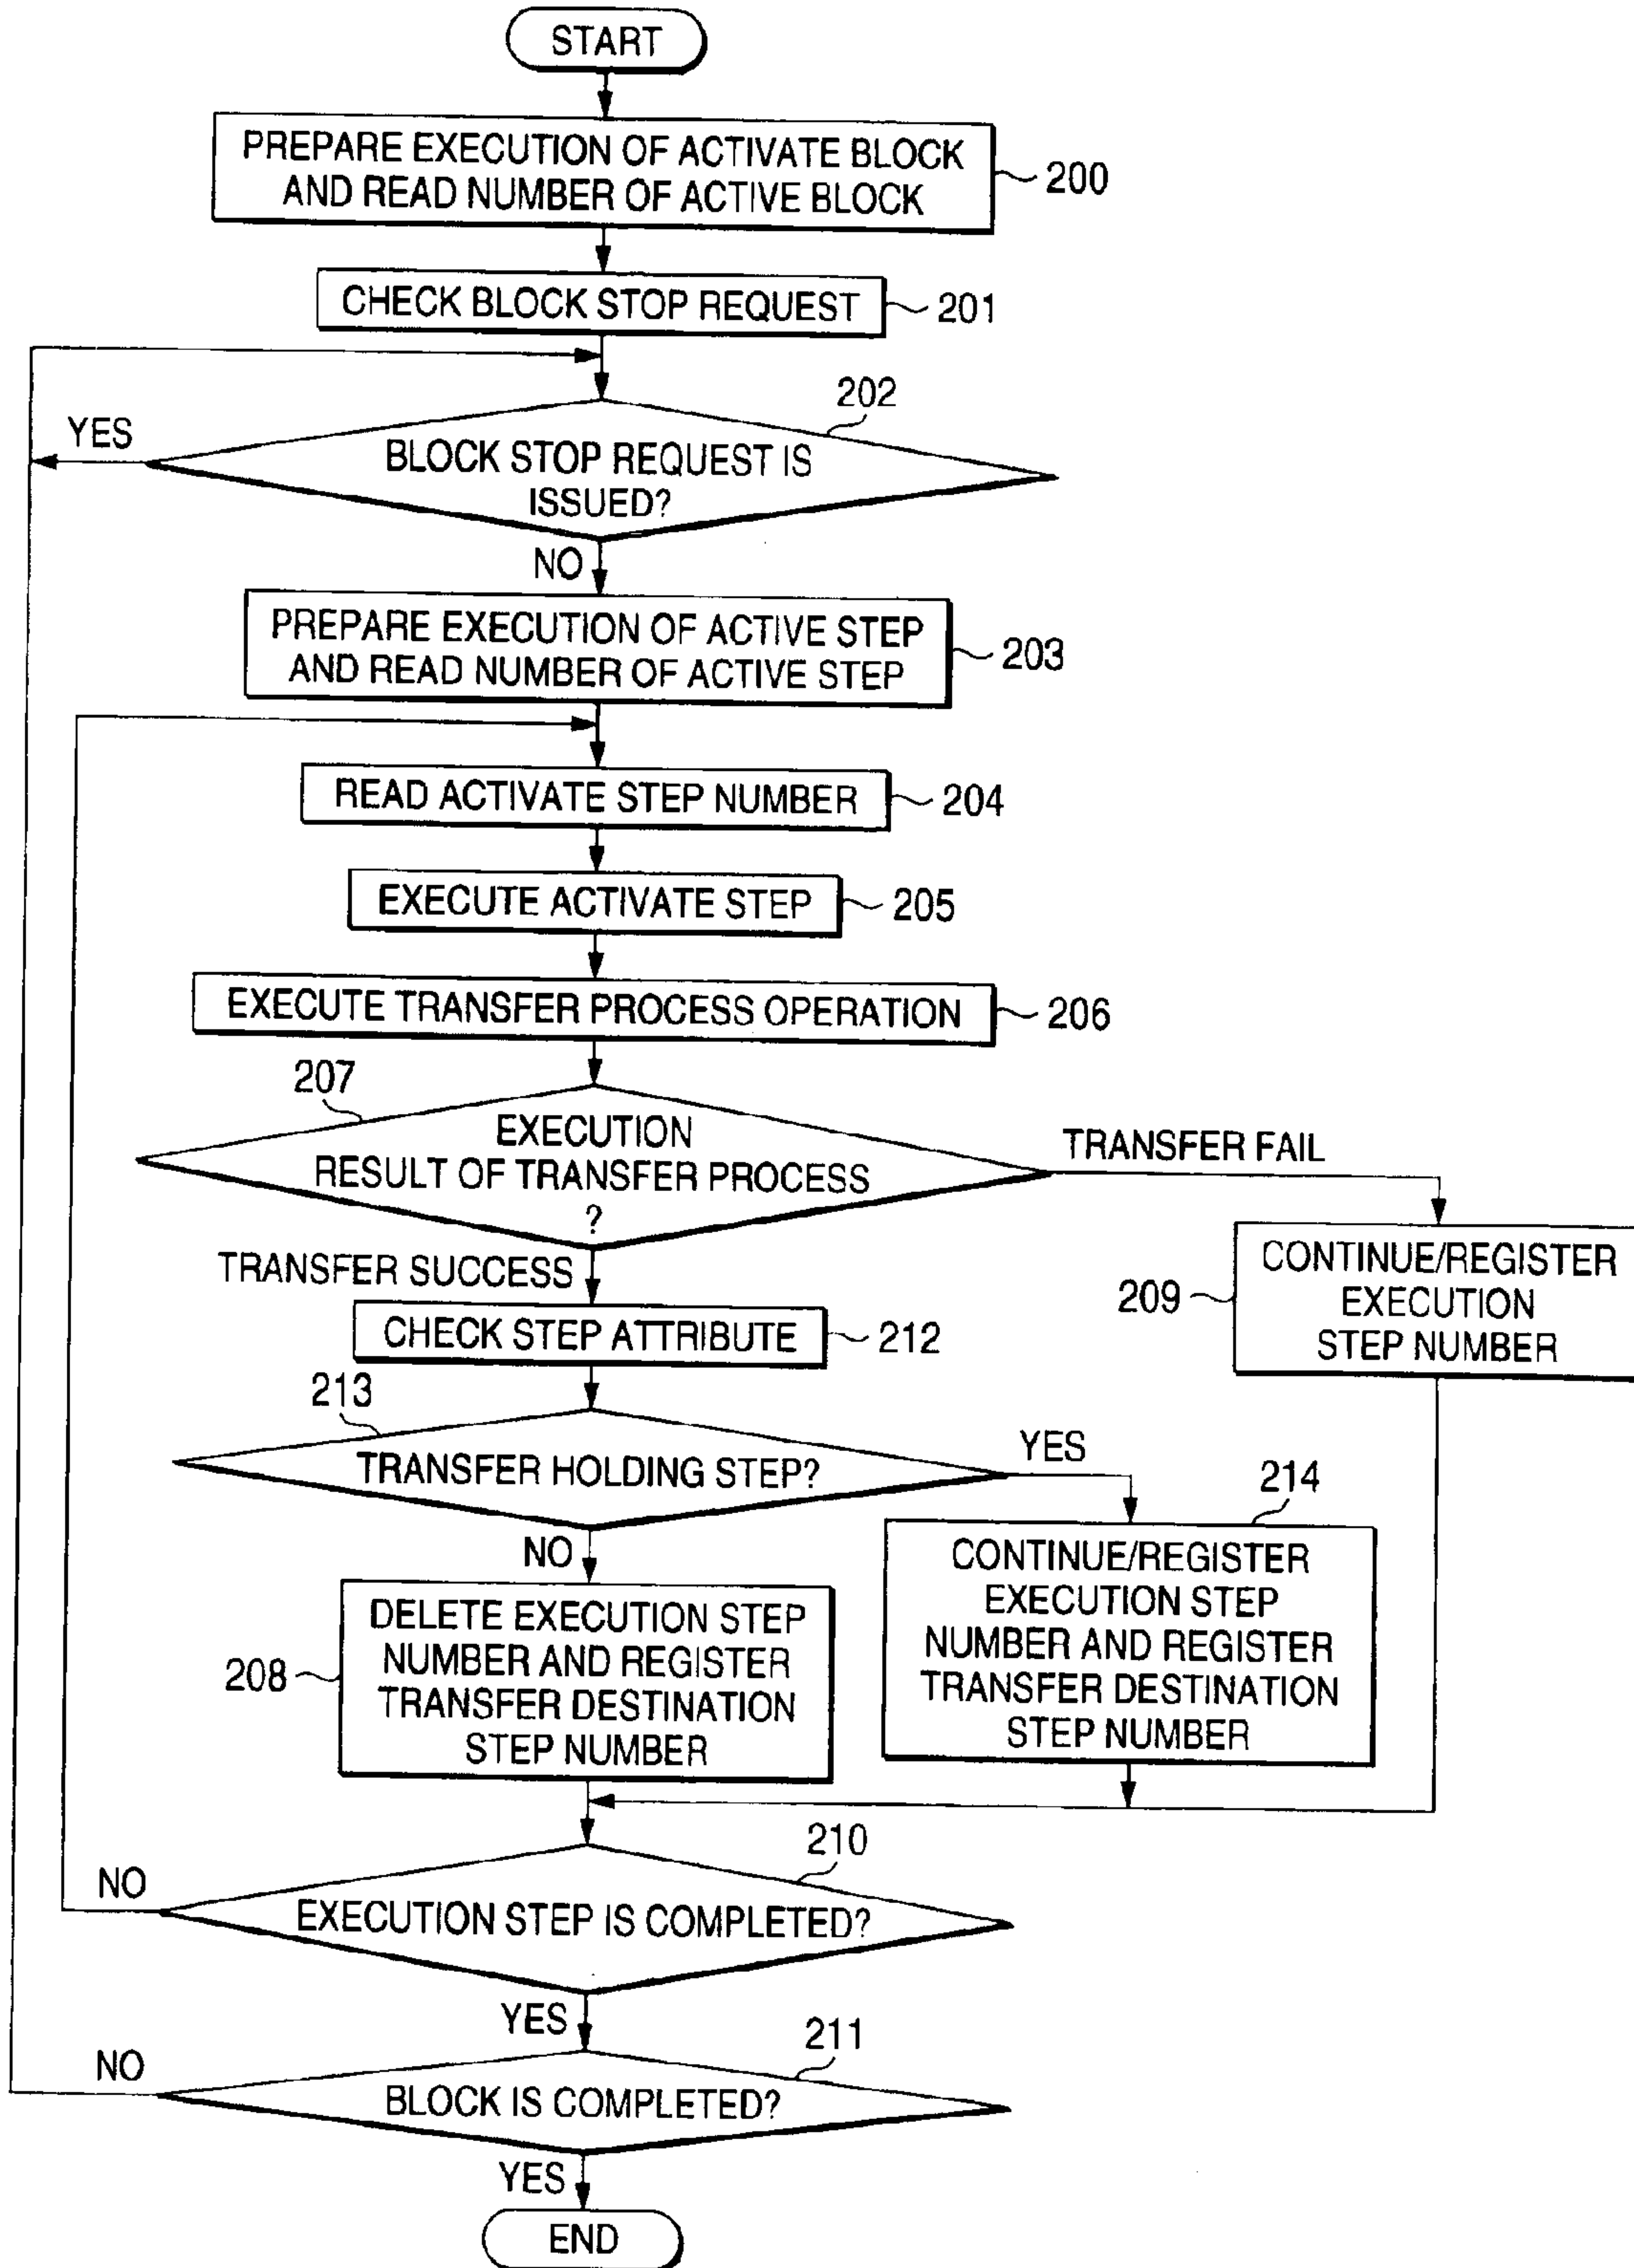 START
PREPARE EXECUTION OF ACTIVATE BLOCK
AND READ NUMBER OF ACTIVE BLOCK
200
CHECK BLOCK STOP REQUEST
201
202
YES
BLOCK STOP REQUEST IS
ISSUED?
NO
PREPARE EXECUTION OF ACTIVE STEP
AND READ NUMBER OF ACTIVE STEP
203
READ ACTIVATE STEP NUMBER
204
EXECUTE ACTIVATE STEP
205
EXECUTE TRANSFER PROCESS OPERATION
206
207
EXECUTION
RESULT OF TRANSFER PROCESS
?
TRANSFER FAIL
TRANSFER SUCCESS
CONTINUE/REGISTER
EXECUTION
STEP NUMBER
209
CHECK STEP ATTRIBUTE
212
213
TRANSFER HOLDING STEP?
YES
214
NO
CONTINUE/REGISTER
EXECUTION STEP
NUMBER AND REGISTER
TRANSFER DESTINATION
STEP NUMBER
DELETE EXECUTION STEP
NUMBER AND REGISTER
TRANSFER DESTINATION
STEP NUMBER
208
210
NO
EXECUTION STEP IS COMPLETED?
YES
211
NO
BLOCK IS COMPLETED?
YES
END